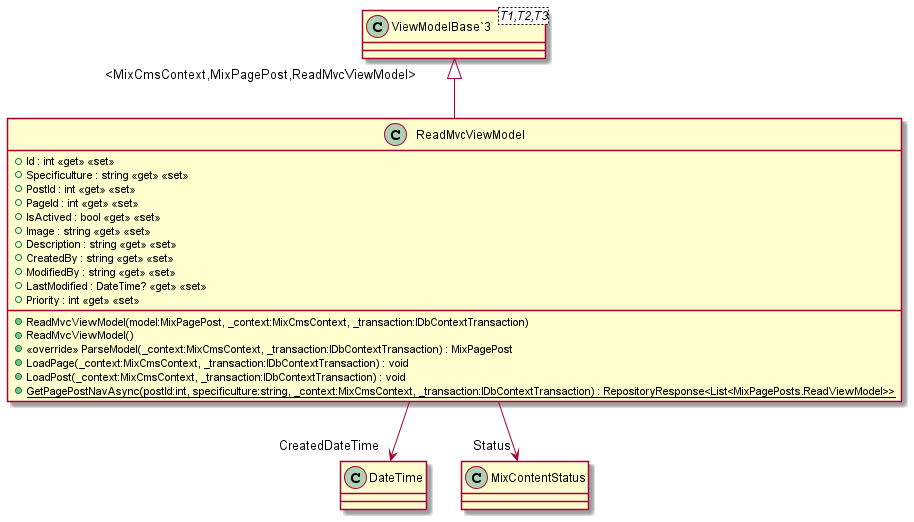 C ViewModelBase`3 T1,T2,T3
<MixCmsContext,MixPagePost,ReadMvcViewModel>
C ReadMvcViewModel
Id : int «get» «set»
Specificulture : string «get» «set»
PostId : int «get» «set»
PageId : int «get» «set»
IsActived : bool «get» «set»
Image : string «get» «set»
Description : string «get» «set»
CreatedBy : string «get» «set»
ModifiedBy : string «get» «set»
LastModified : DateTime? «get» «set»
Priority : int «get» «set»
ReadMvcViewModel(model:MixPagePost, _context:MixCmsContext, _transaction:IDbContextTransaction)
ReadMvcViewModel()
«override» ParseModel(_context:MixCmsContext, _transaction:IDbContextTransaction) : MixPagePost
LoadPage(_context:MixCmsContext, _transaction:IDbContextTransaction) : void
LoadPost(_context:MixCmsContext, _transaction:IDbContextTransaction) : void
GetPagePostNavAsync(postId:int, specificulture:string, _context:MixCmsContext, _transaction:IDbContextTransaction) : RepositoryResponse<List<MixPagePosts.ReadViewModel>>
CreatedDateTime
Status
C DateTime
C MixContentStatus